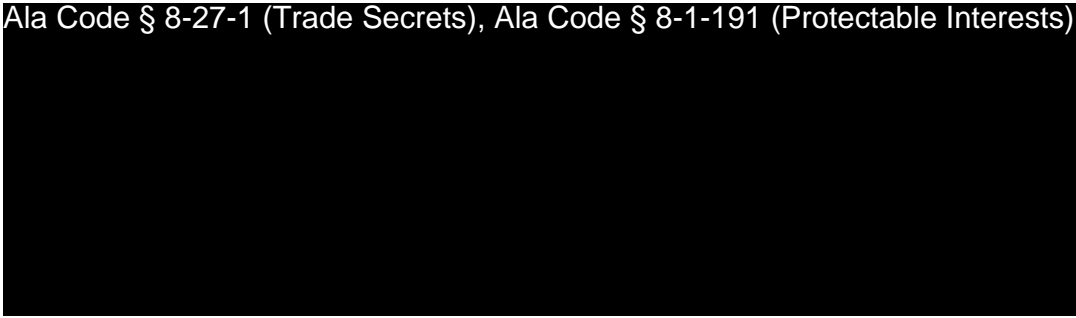 Ala Code § 8-27-1 (Trade Secrets), Ala Code § 8-1-191 (Protectable Interests)